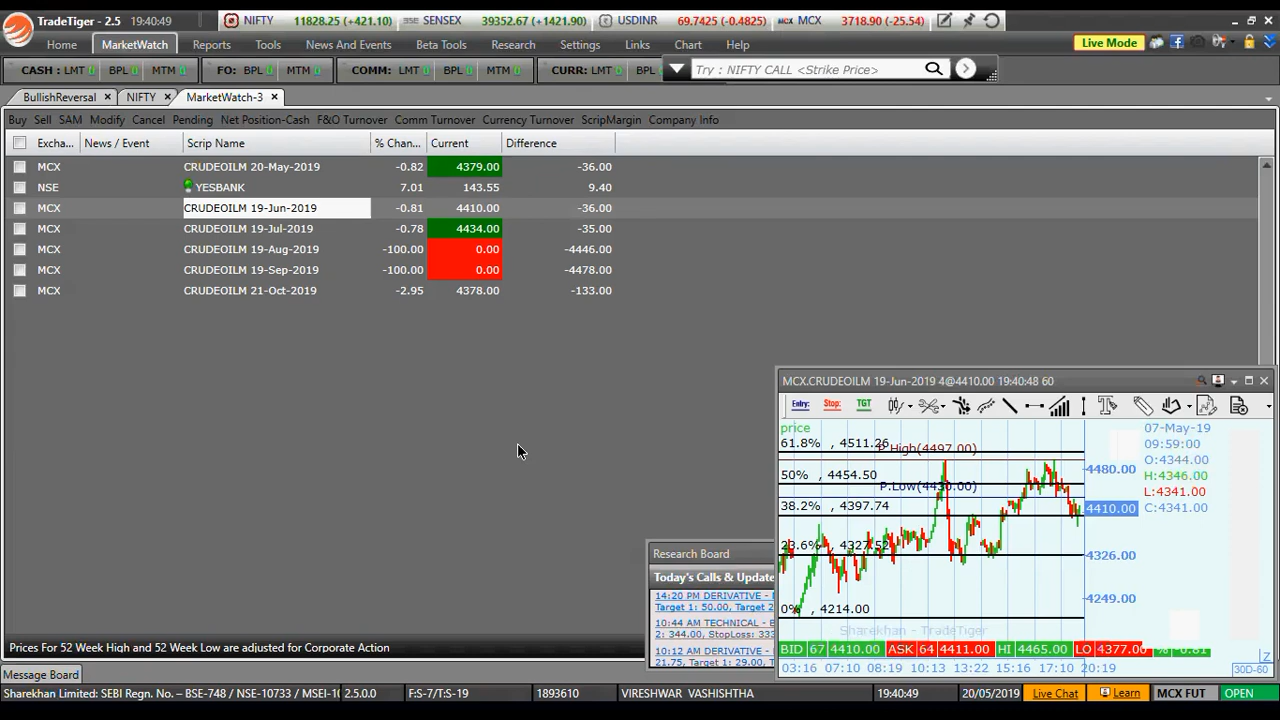 TradeTiger - 2.5 19:40:49 NIFTY 11828.25 (+421.10) BSE SENSEX 39352.67 (+1421.90) USDINR 69.7425 (-0.4825) MCX MCX 3718.90 (-25.54)
Home MarketWatch Reports Tools News And Events Beta Tools Research Settings Links Chart Help Live Mode
CASH : LMT 0 BPL 0 MTM 0 FO: BPL 0 MTM 0 COMM: LMT 0 BPL 0 MTM 0 CURR: LMT 0 BPL Try : NIFTY CALL <Strike Price>
BullishReversal × NIFTY × MarketWatch-3 ×
Buy Sell SAM Modify Cancel Pending Net Position-Cash F&O Turnover Comm Turnover Currency Turnover ScripMargin Company Info
Excha... News / Event Scrip Name % Chan... Current Difference
MCX CRUDEOILM 20-May-2019 -0.82 4379.00 -36.00
NSE YESBANK 7.01 143.55 9.40
MCX CRUDEOILM 19-Jun-2019 -0.81 4410.00 -36.00
MCX CRUDEOILM 19-Jul-2019 -0.78 4434.00 -35.00
MCX CRUDEOILM 19-Aug-2019 -100.00 0.00 -4446.00
MCX CRUDEOILM 19-Sep-2019 -100.00 0.00 -4478.00
MCX CRUDEOILM 21-Oct-2019 -2.95 4378.00 -133.00
MCX.CRUDEOILM 19-Jun-2019 4@4410.00 19:40:48 60
Entry: Stop: TGT
price
61.8% , 4511.26
P.High(4497.00)
50% , 4454.50
P.Low(4430.00)
38.2% , 4397.74
23.6% , 4327.52
0% , 4214.00
4480.00
4410.00
4326.00
4249.00
07-May-19
09:59:00
O:4344.00
H:4346.00
L:4341.00
C:4341.00
Sharekhan - TradeTiger
BID 67 4410.00 ASK 64 4411.00 HI 4465.00 LO 4377.00 % -0.81
03:16 07:10 08:19 10:13 13:22 15:16 17:10 20:19 30D-60
Z
Research Board
Today's Calls & Update
14:20 PM DERIVATIVE -
Target 1: 50.00, Target 2
10:44 AM TECHNICAL -
2: 344.00, StopLoss: 333
10:12 AM DERIVATIVE -
21.75, Target 1: 29.00,
Prices For 52 Week High and 52 Week Low are adjusted for Corporate Action
Message Board
Sharekhan Limited: SEBI Regn. No. – BSE-748 / NSE-10733 / MSEI-10 2.5.0.0 F:S-7/T:S-19 1893610 VIRESHWAR VASHISHTHA 19:40:49 20/05/2019 Live Chat Learn MCX FUT OPEN